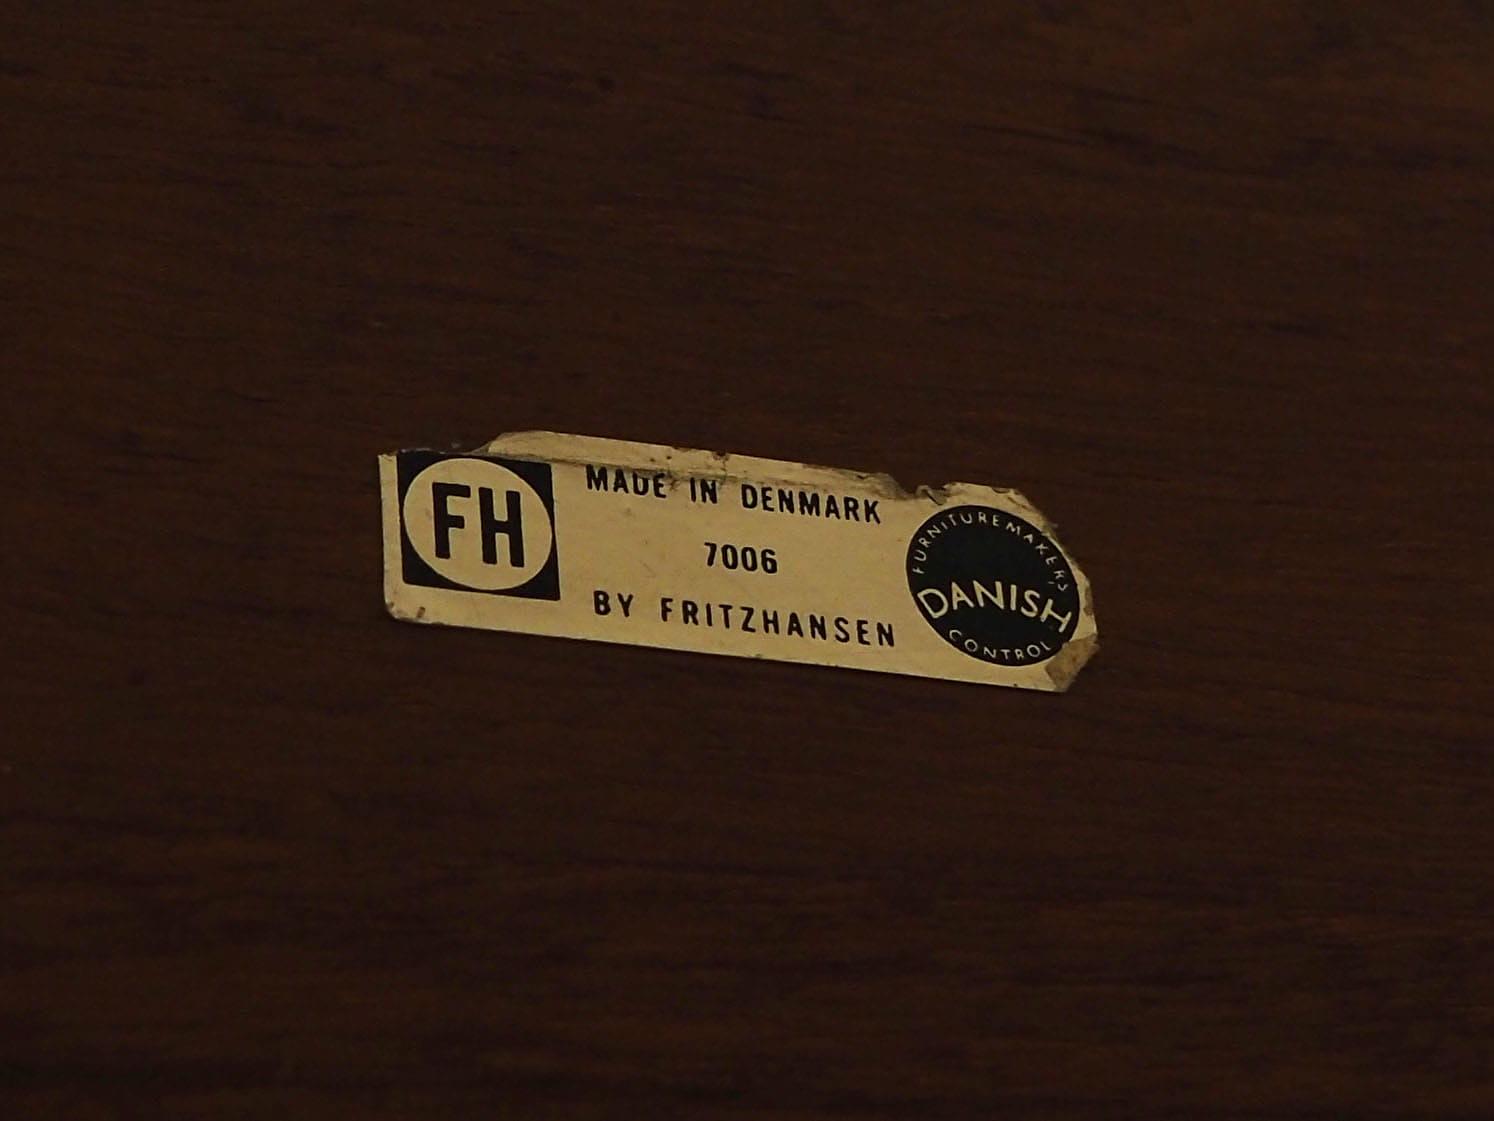 FH
MADE IN DENMARK
7006
BY FRITZHANSEN
FURNITUREMAKERS'
DANISH
CONTROL